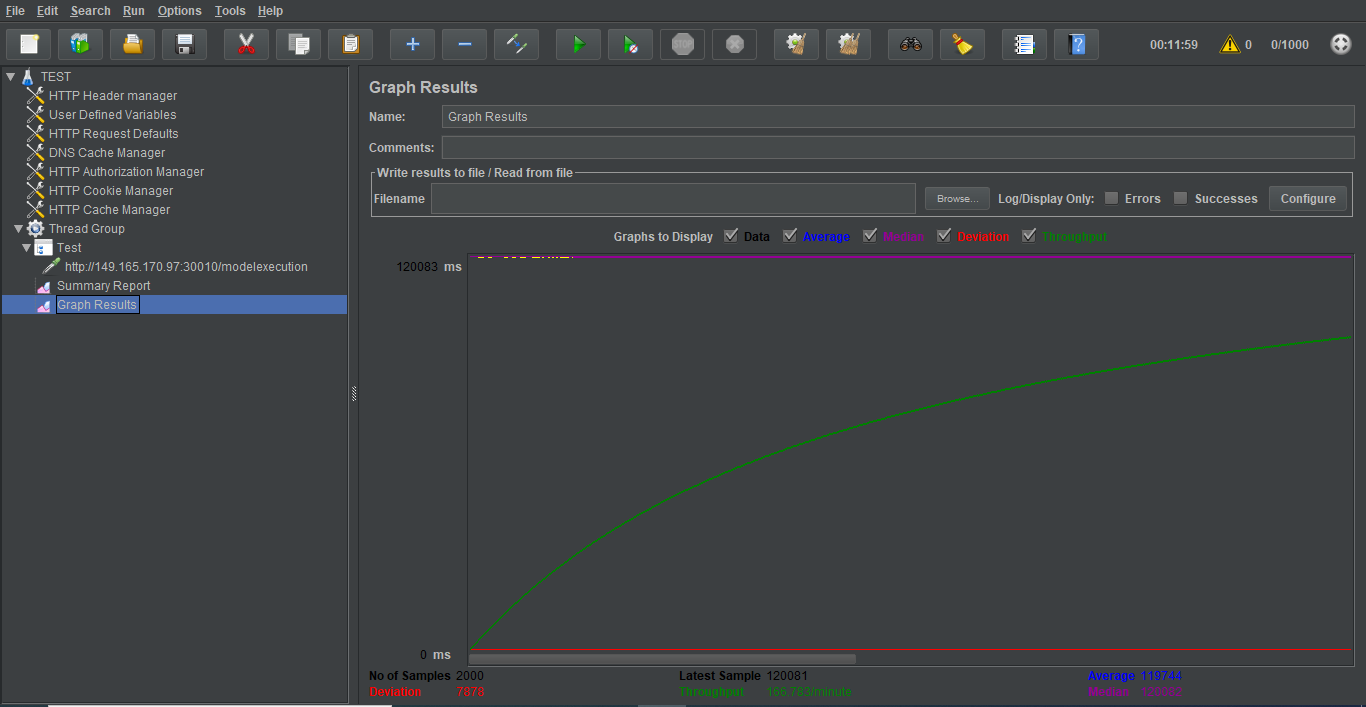 File Edit Search Run Options Tools Help
STOP
00:11:59 0 0/1000
TEST
HTTP Header manager
User Defined Variables
HTTP Request Defaults
DNS Cache Manager
HTTP Authorization Manager
HTTP Cookie Manager
HTTP Cache Manager
Thread Group
Test
http://149.165.170.97:30010/modelexecution
Summary Report
Graph Results
Graph Results
Name: Graph Results
Comments:
Write results to file / Read from file
Filename Browse... Log/Display Only: Errors Successes Configure
Graphs to Display Data Average Median Deviation Throughput
120083 ms
0 ms
No of Samples 2000 Latest Sample 120081 Average 119744
Deviation 7878 Throughput 166.783/minute Median